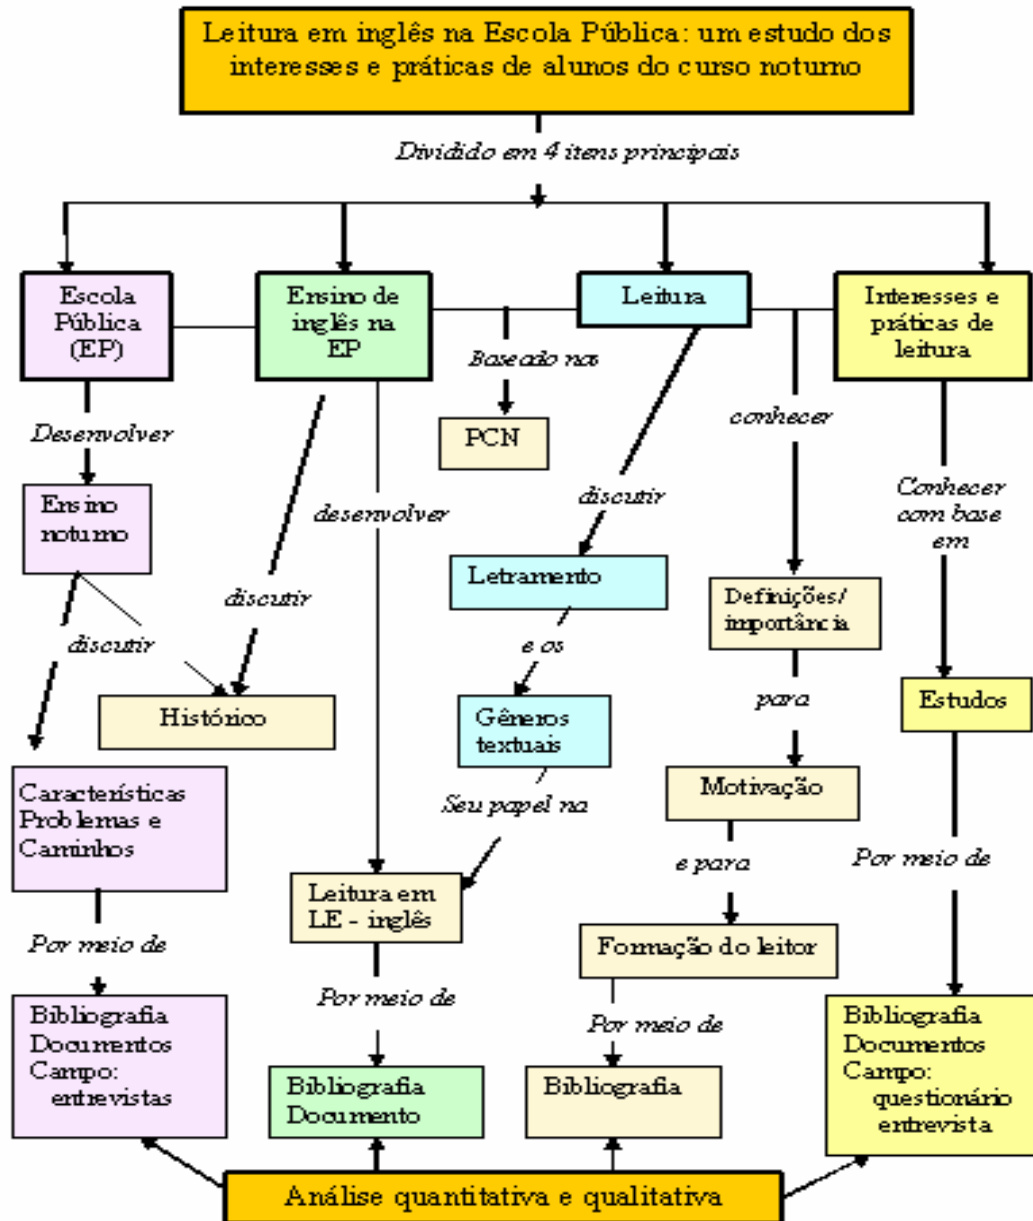 Leitura em inglês na Escola Pública: um estudo dos
interesses e práticas de alunos do curso noturno
Dividido em 4 itens principais
Escola
Pública
(EP)
Ensino de
inglês na
EP
Leitura
Interesses e
práticas de
leitura
Baseado nos
PCN
Desenvolver
Ensino
noturno
desenvolver
discutir
conhecer
Conhecer
com base
em
Letramento
Definições/
importância
discutir
discutir
e os
para
Histórico
Gêneros
textuais
Estudos
Características
Problemas e
Caminhos
Seu papel na
Motivação
Leitura em
LE - inglês
e para
Por meio de
Por meio de
Formação do leitor
Por meio de
Por meio de
Bibliografia
Documentos
Campo:
entrevistas
Bibliografia
Documento
Bibliografia
Bibliografia
Documentos
Campo:
questionário
entrevista
Análise quantitativa e qualitativa